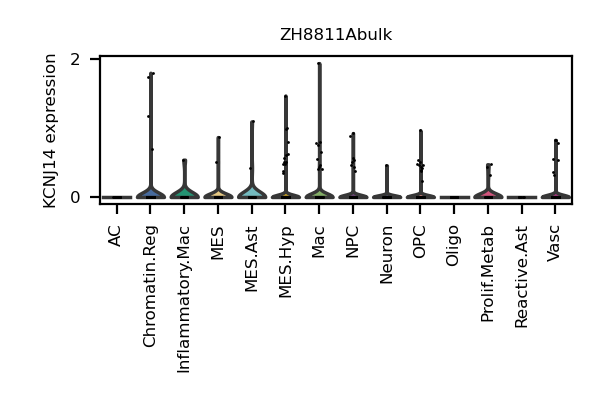 ZH8811Abulk
KCNJ14 expression
2
0
AC
Chromatin.Reg
Inflammatory.Mac
MES
MES.Ast
MES.Hyp
Mac
NPC
Neuron
OPC
Oligo
Prolif.Metab
Reactive.Ast
Vasc